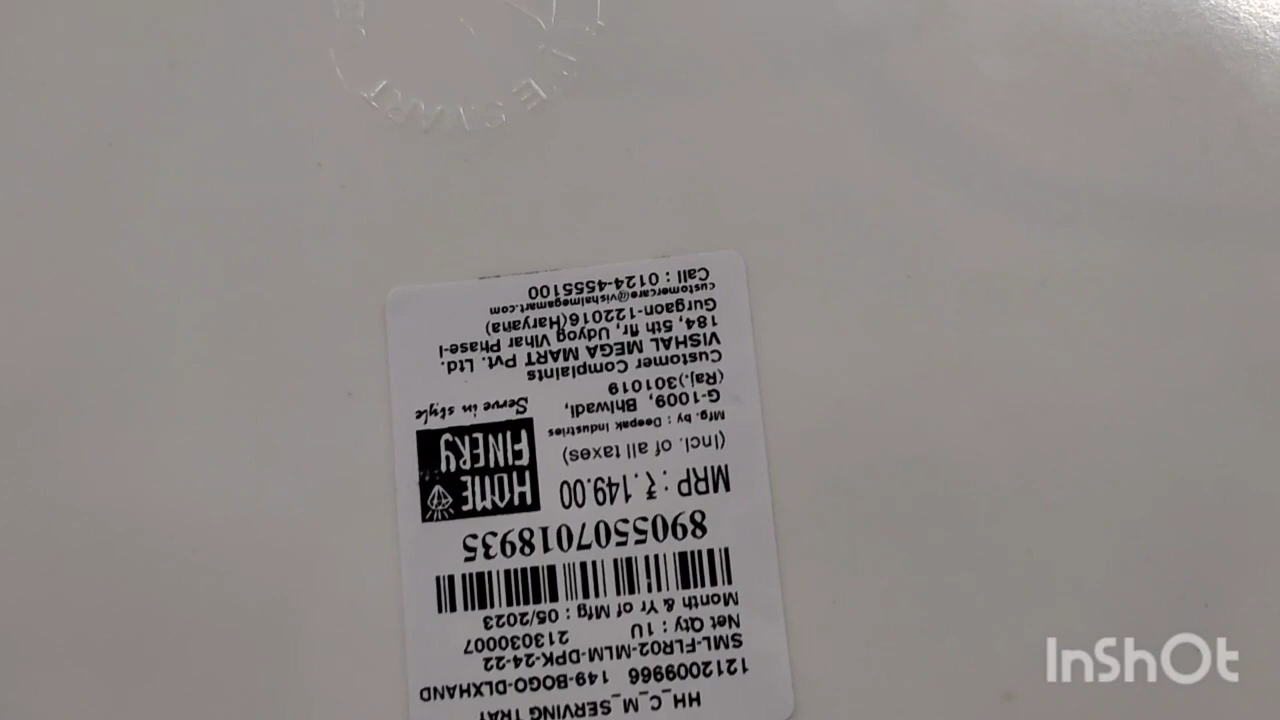 HH_C_M_SERVING TRAY
1212009966 149-BOGO-DLXHAND
SML-FLR02-MLM-DPK-24-22
Net Qty : 1U 213030007
Month & Yr of Mfg : 05/2023
8905507018935
MRP : ₹.149.00
(Incl. of all taxes)
HOME
FINERY
Serve in style
Mfg. by : Deepak Industries
G-1009, Bhiwadi,
(Raj.)301019
Customer Complaints
VISHAL MEGA MART Pvt. Ltd.
184, 5th flr, Udyog Vihar Phase-I
Gurgaon-122016(Haryana)
customercare@vishalmegamart.com
Call : 0124-4555100
InShOt